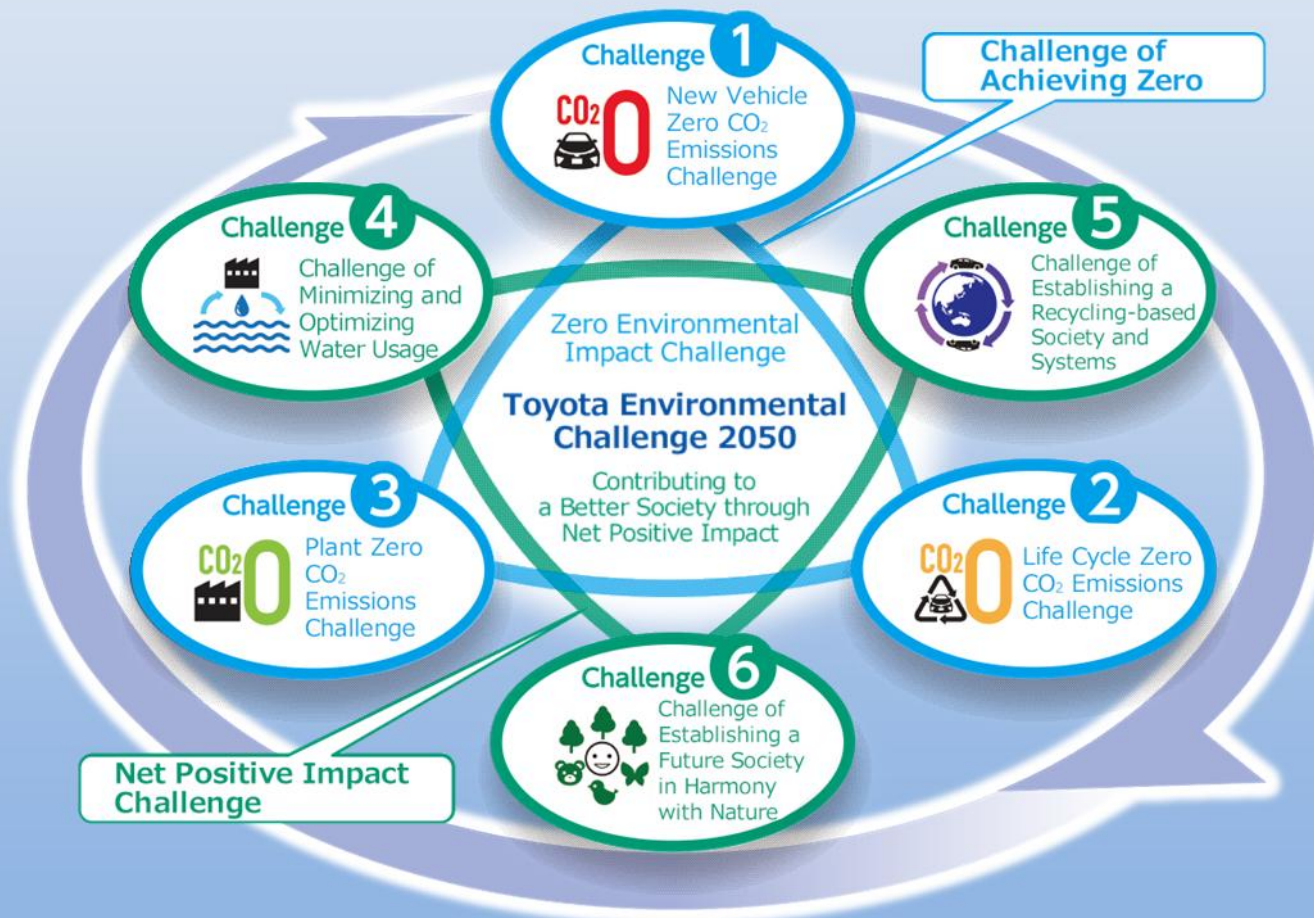 Challenge 1
CO₂ 0
New Vehicle
Zero CO₂
Emissions
Challenge
Challenge of
Achieving Zero
Challenge 4
Challenge of
Minimizing and
Optimizing
Water Usage
Challenge 5
Challenge of
Establishing a
Recycling-based
Society and
Systems
Zero Environmental
Impact Challenge
Toyota Environmental
Challenge 2050
Contributing to
a Better Society through
Net Positive Impact
Challenge 3
CO₂ 0
Plant Zero
CO₂
Emissions
Challenge
Challenge 2
CO₂ 0
Life Cycle Zero
CO₂ Emissions
Challenge
Challenge 6
Challenge of
Establishing a
Future Society
in Harmony
with Nature
Net Positive Impact
Challenge